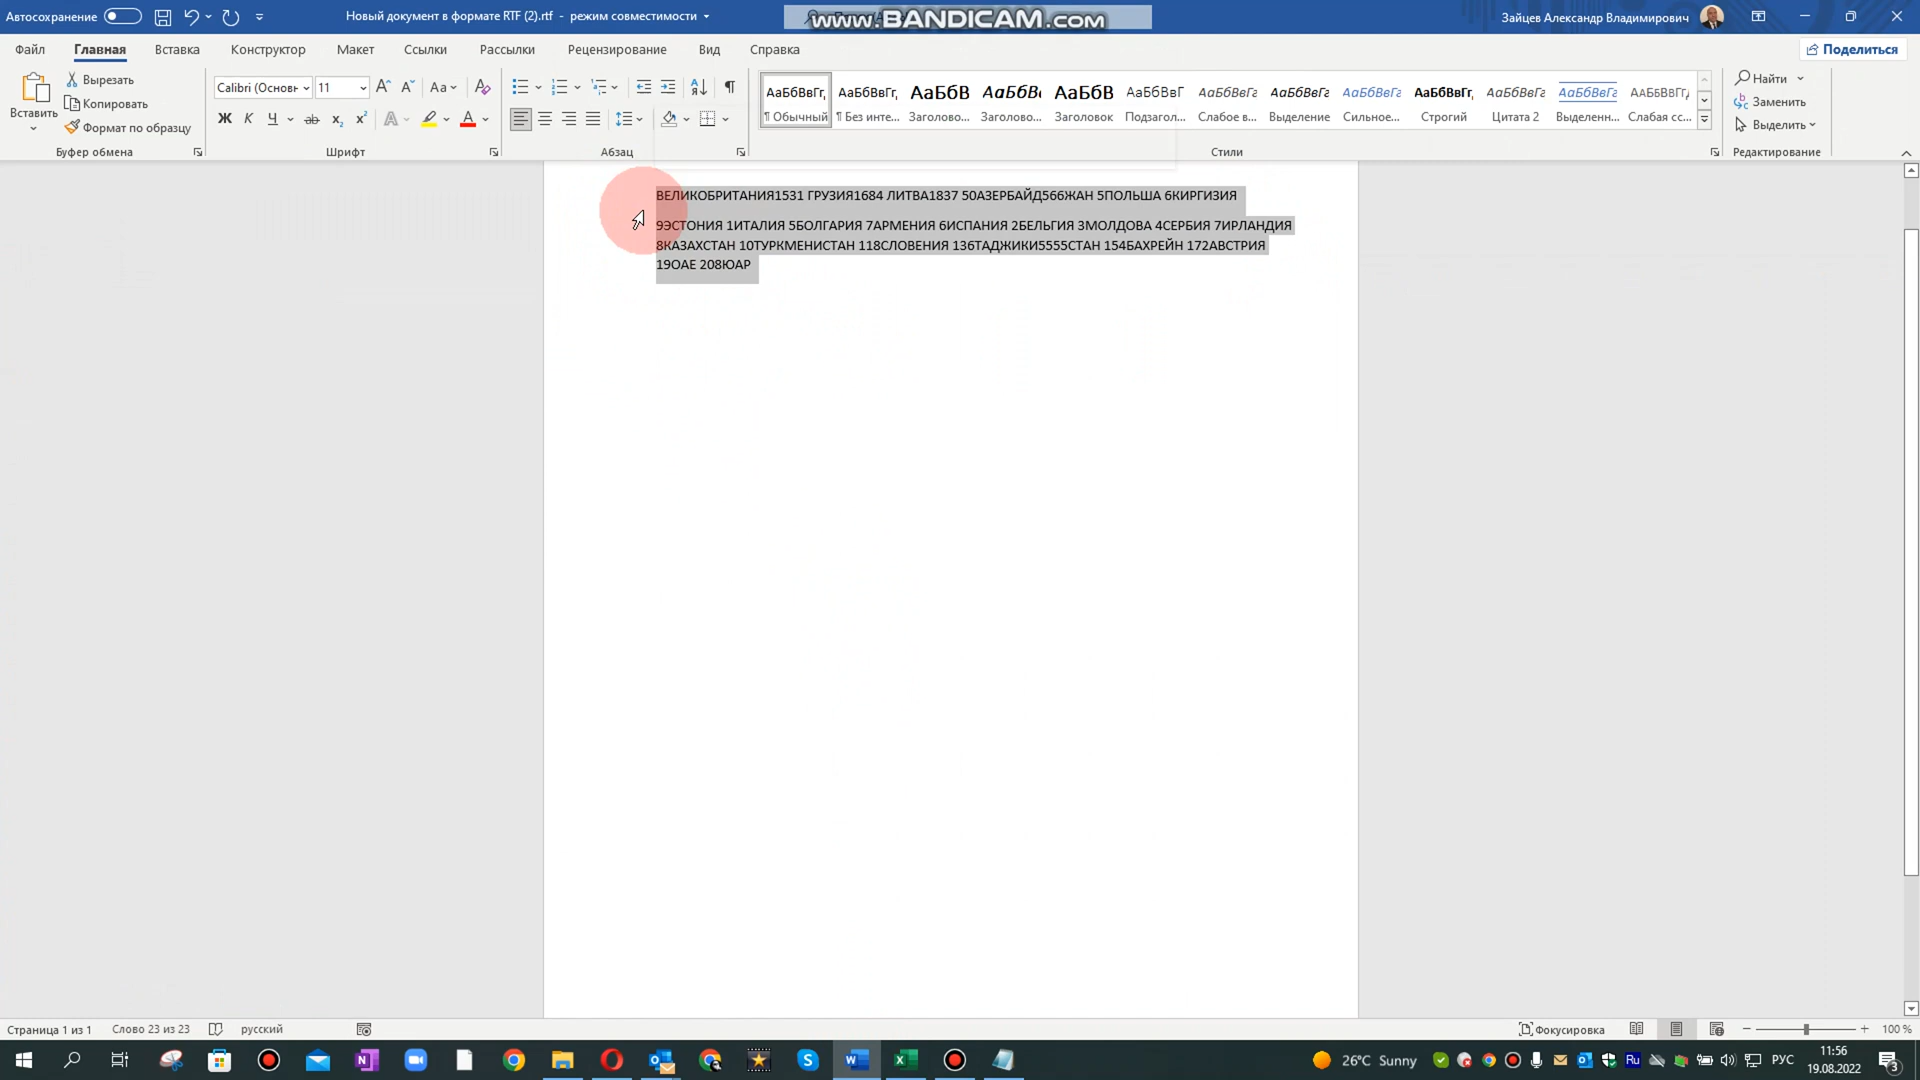 Автосохранение
Новый документ в формате RTF (2).rtf - режим совместимости
www.BANDICAM.com
Зайцев Александр Владимирович
Файл Главная Вставка Конструктор Макет Ссылки Рассылки Рецензирование Вид Справка
Поделиться
Вставить
Вырезать
Копировать
Формат по образцу
Буфер обмена
Calibri (Основн 11
Aa
Ж К Ч ab x₂ x²
Шрифт
Абзац
АаБбВвГг, АаБбВвГг, АаБбВ АаБбВв АаБбВ АаБбВвГ АаБбВвГг АаБбВвГг АаБбВвГг АаБбВвГг, АаБбВвГг АаБбВвГг ААББВВГГ
¶ Обычный ¶ Без инте... Заголово... Заголово... Заголовок Подзагол... Слабое в... Выделение Сильное... Строгий Цитата 2 Выделенн... Слабая сс...
Стили
Найти
Заменить
Выделить
Редактирование
ВЕЛИКОБРИТАНИЯ1531 ГРУЗИЯ1684 ЛИТВА1837 50АЗЕРБАЙД566ЖАН 5ПОЛЬША 6КИРГИЗИЯ
9ЭСТОНИЯ 1ИТАЛИЯ 5БОЛГАРИЯ 7АРМЕНИЯ 6ИСПАНИЯ 2БЕЛЬГИЯ 3МОЛДОВА 4СЕРБИЯ 7ИРЛАНДИЯ
8КАЗАХСТАН 10ТУРКМЕНИСТАН 118СЛОВЕНИЯ 136ТАДЖИКИ5555СТАН 154БАХРЕЙН 172АВСТРИЯ
19ОАЕ 208ЮАР
Страница 1 из 1 Слово 23 из 23 русский
Фокусировка
100 %
26°C Sunny
Ru
РУС
11:56
19.08.2022
3